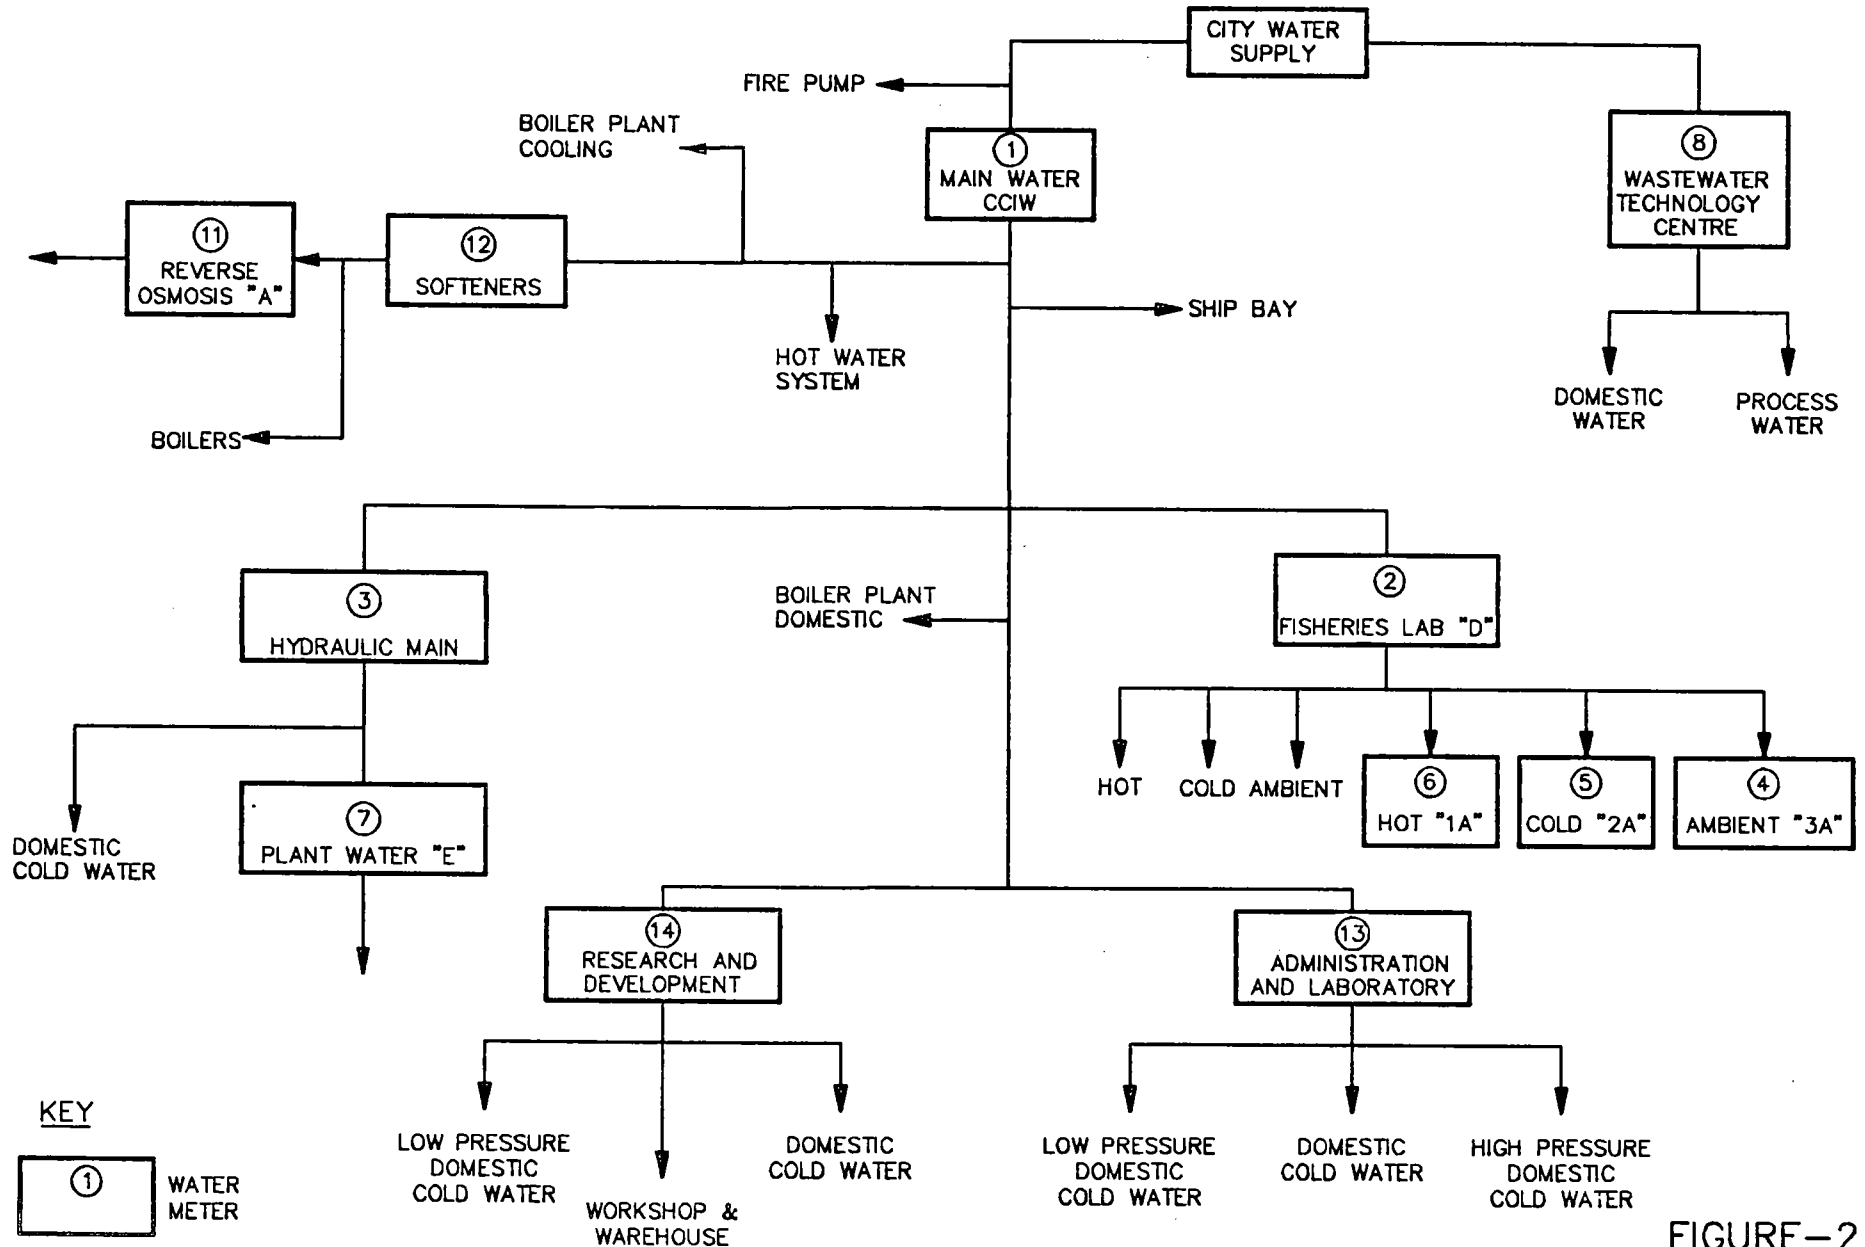 CITY WATER
SUPPLY
FIRE PUMP
BOILER PLANT
COOLING
1
MAIN WATER
CCIW
8
WASTEWATER
TECHNOLOGY
CENTRE
11
REVERSE
OSMOSIS "A"
12
SOFTENERS
SHIP BAY
HOT WATER
SYSTEM
DOMESTIC
WATER
PROCESS
WATER
BOILERS
3
HYDRAULIC MAIN
BOILER PLANT
DOMESTIC
2
FISHERIES LAB "D"
HOT
COLD
AMBIENT
6
HOT "1A"
5
COLD "2A"
4
AMBIENT "3A"
DOMESTIC
COLD WATER
7
PLANT WATER "E"
14
RESEARCH AND
DEVELOPMENT
13
ADMINISTRATION
AND LABORATORY
KEY
1
WATER
METER
LOW PRESSURE
DOMESTIC
COLD WATER
WORKSHOP &
WAREHOUSE
DOMESTIC
COLD WATER
LOW PRESSURE
DOMESTIC
COLD WATER
DOMESTIC
COLD WATER
HIGH PRESSURE
DOMESTIC
COLD WATER
FIGURE-2